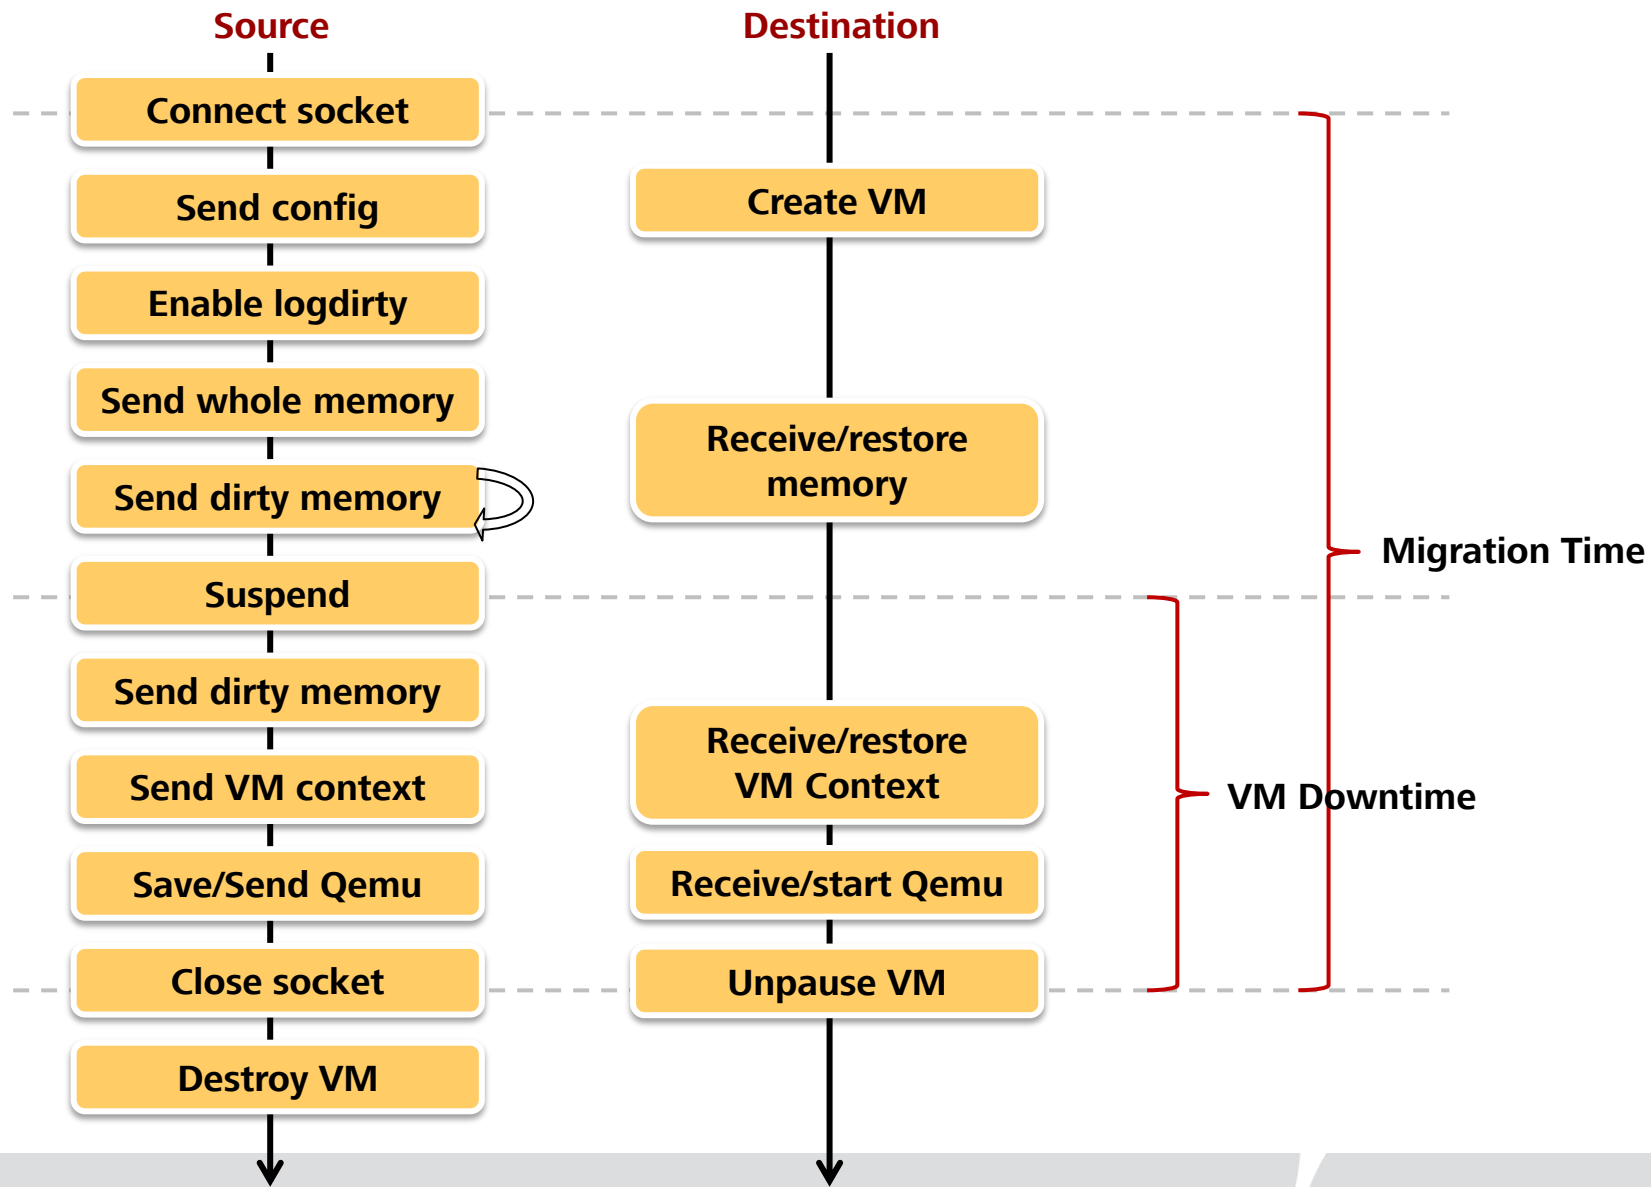 Source
Connect socket
Send config
Enable logdirty
Send whole memory
Send dirty memory
Suspend
Send dirty memory
Send VM context
Save/Send Qemu
Close socket
Destroy VM
Destination
Create VM
Receive/restore
memory
Receive/restore
VM Context
Receive/start Qemu
Unpause VM
VM Downtime
Migration Time